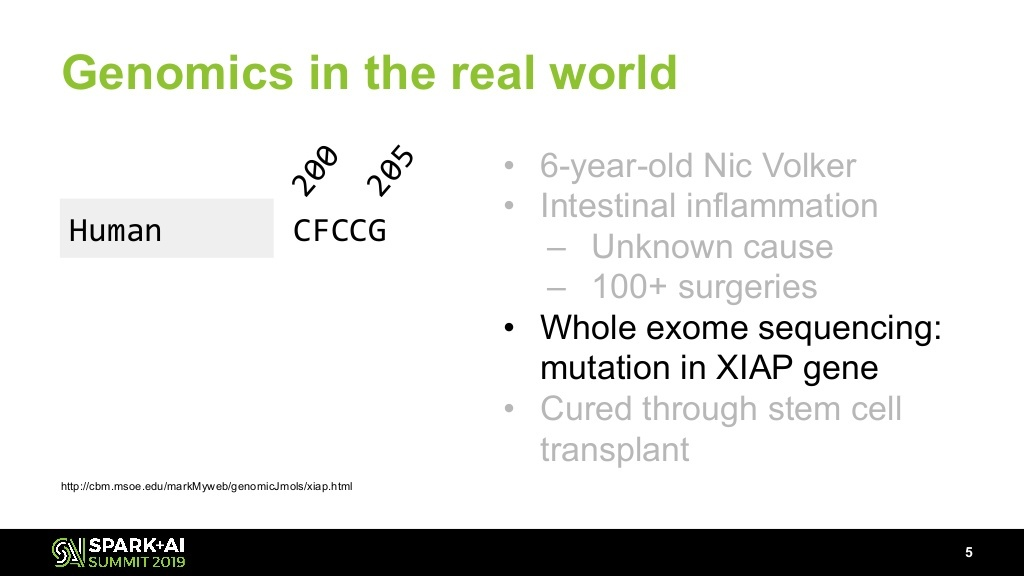 Genomics in the real world
200 205
Human CFCCG
• 6-year-old Nic Volker
• Intestinal inflammation
– Unknown cause
– 100+ surgeries
• Whole exome sequencing:
mutation in XIAP gene
• Cured through stem cell
transplant
http://cbm.msoe.edu/markMyweb/genomicJmols/xiap.html
SPARK+AI
SUMMIT 2019
5